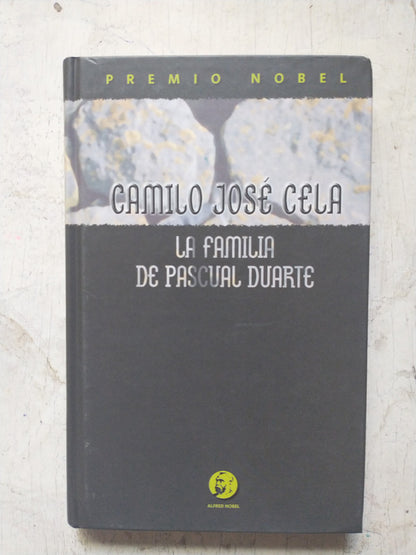 PREMIO NOBEL
CAMILO JOSÉ CELA
LA FAMILIA
DE PASCUAL DUARTE
ALFRED NOBEL